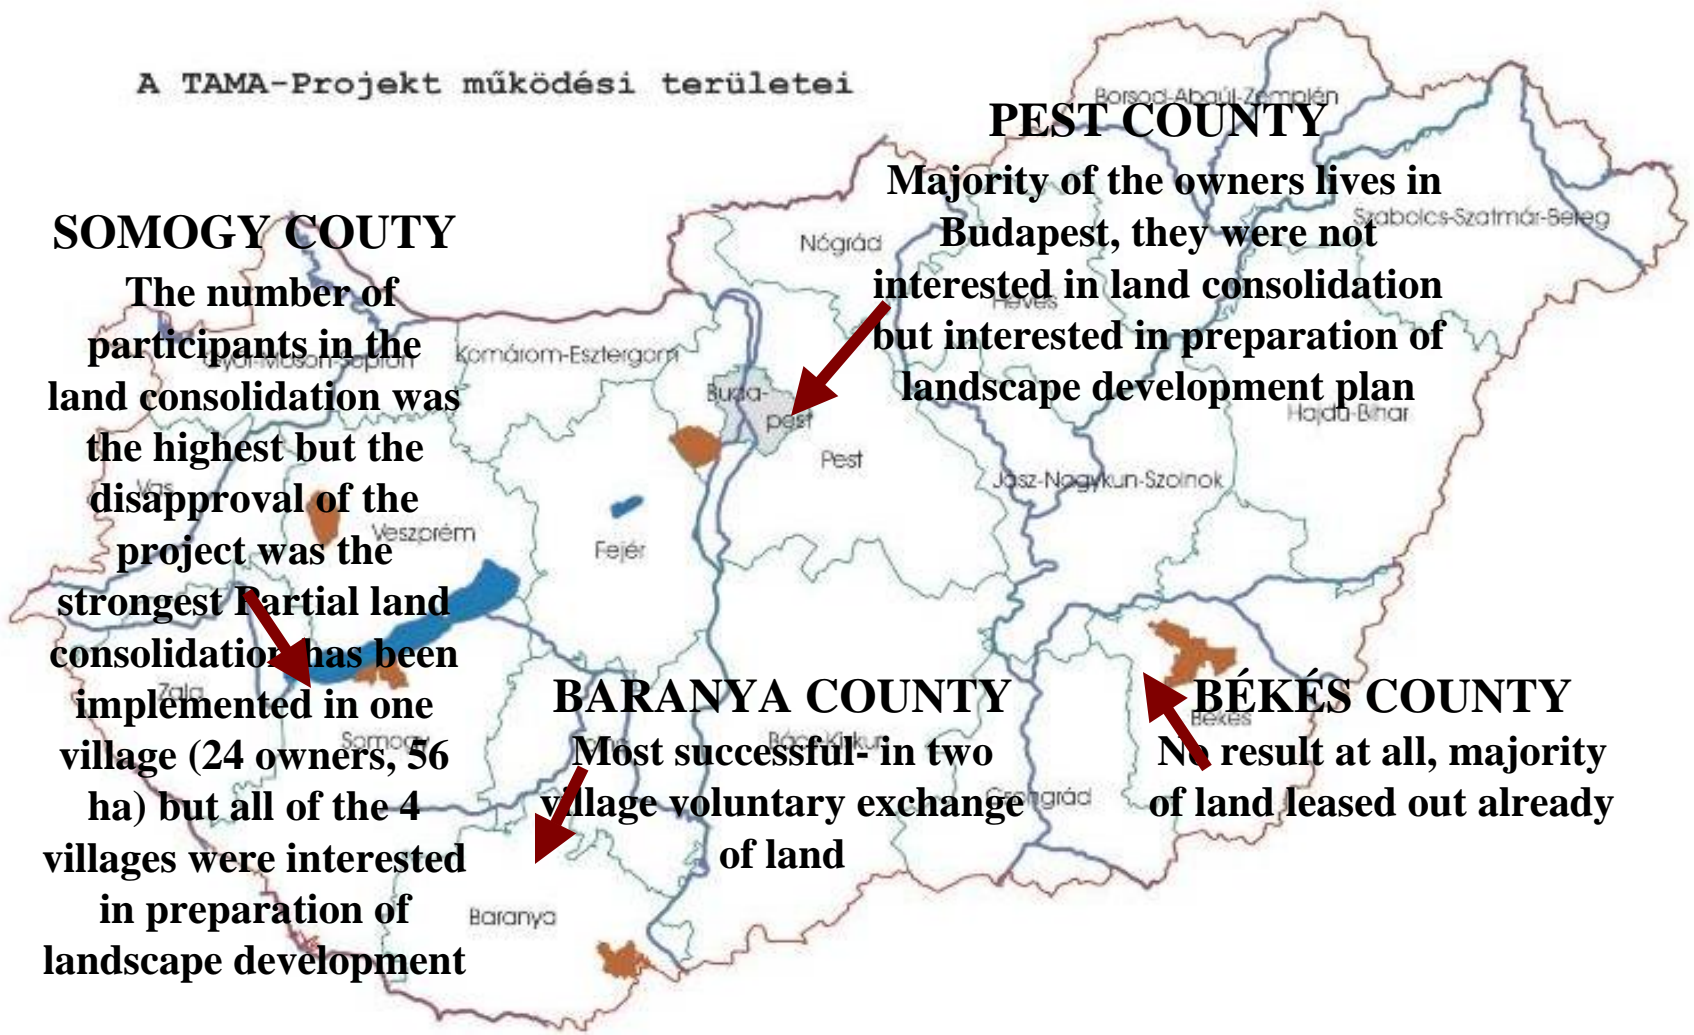 A TAMA-Projekt működési területei
PEST COUNTY
Majority of the owners lives in
Budapest, they were not
interested in land consolidation
but interested in preparation of
landscape development plan
SOMOGY COUTY
The number of
participants in the
land consolidation was
the highest but the
disapproval of the
project was the
strongest Partial land
consolidation has been
implemented in one
village (24 owners, 56
ha) but all of the 4
villages were interested
in preparation of
landscape development
BARANYA COUNTY
Most successful- in two
village voluntary exchange
of land
BÉKÉS COUNTY
No result at all, majority
of land leased out already
Borsod-Abaúj-Zemplén
Szabolcs-Szatmár-Bereg
Nógrád
Heves
Győr-Moson-Sopron
Komárom-Esztergom
Buda-
pest
Pest
Hajdú-Bihar
Jász-Nagykun-Szolnok
Vas
Veszprém
Fejér
Zala
Somogy
Bács-Kiskun
Békés
Csongrád
Baranya